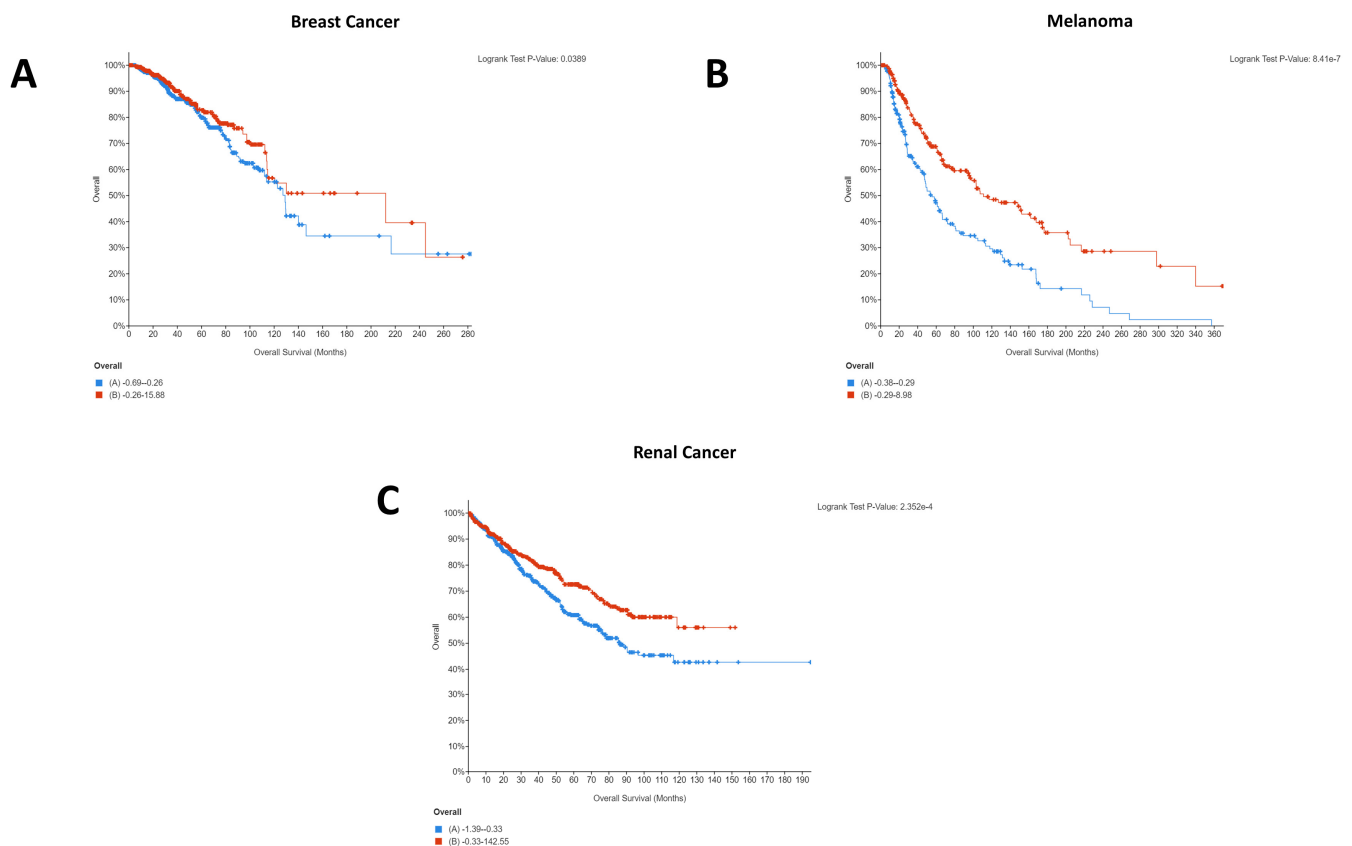 Breast Cancer
A
Logrank Test P-Value: 0.0389
100%
90%
80%
70%
60%
50%
40%
30%
20%
10%
0%
Overall
0 20 40 60 80 100 120 140 160 180 200 220 240 260 280
Overall Survival (Months)
Overall
(A) -0.69--0.26
(B) -0.26-15.88
Melanoma
B
Logrank Test P-Value: 8.41e-7
100%
90%
80%
70%
60%
50%
40%
30%
20%
10%
0%
Overall
0 20 40 60 80 100 120 140 160 180 200 220 240 260 280 300 320 340 360
Overall Survival (Months)
Overall
(A) -0.38--0.29
(B) -0.29-8.98
Renal Cancer
C
Logrank Test P-Value: 2.352e-4
100%
90%
80%
70%
60%
50%
40%
30%
20%
10%
0%
Overall
0 10 20 30 40 50 60 70 80 90 100 110 120 130 140 150 160 170 180 190
Overall Survival (Months)
Overall
(A) -1.39--0.33
(B) -0.33-142.55